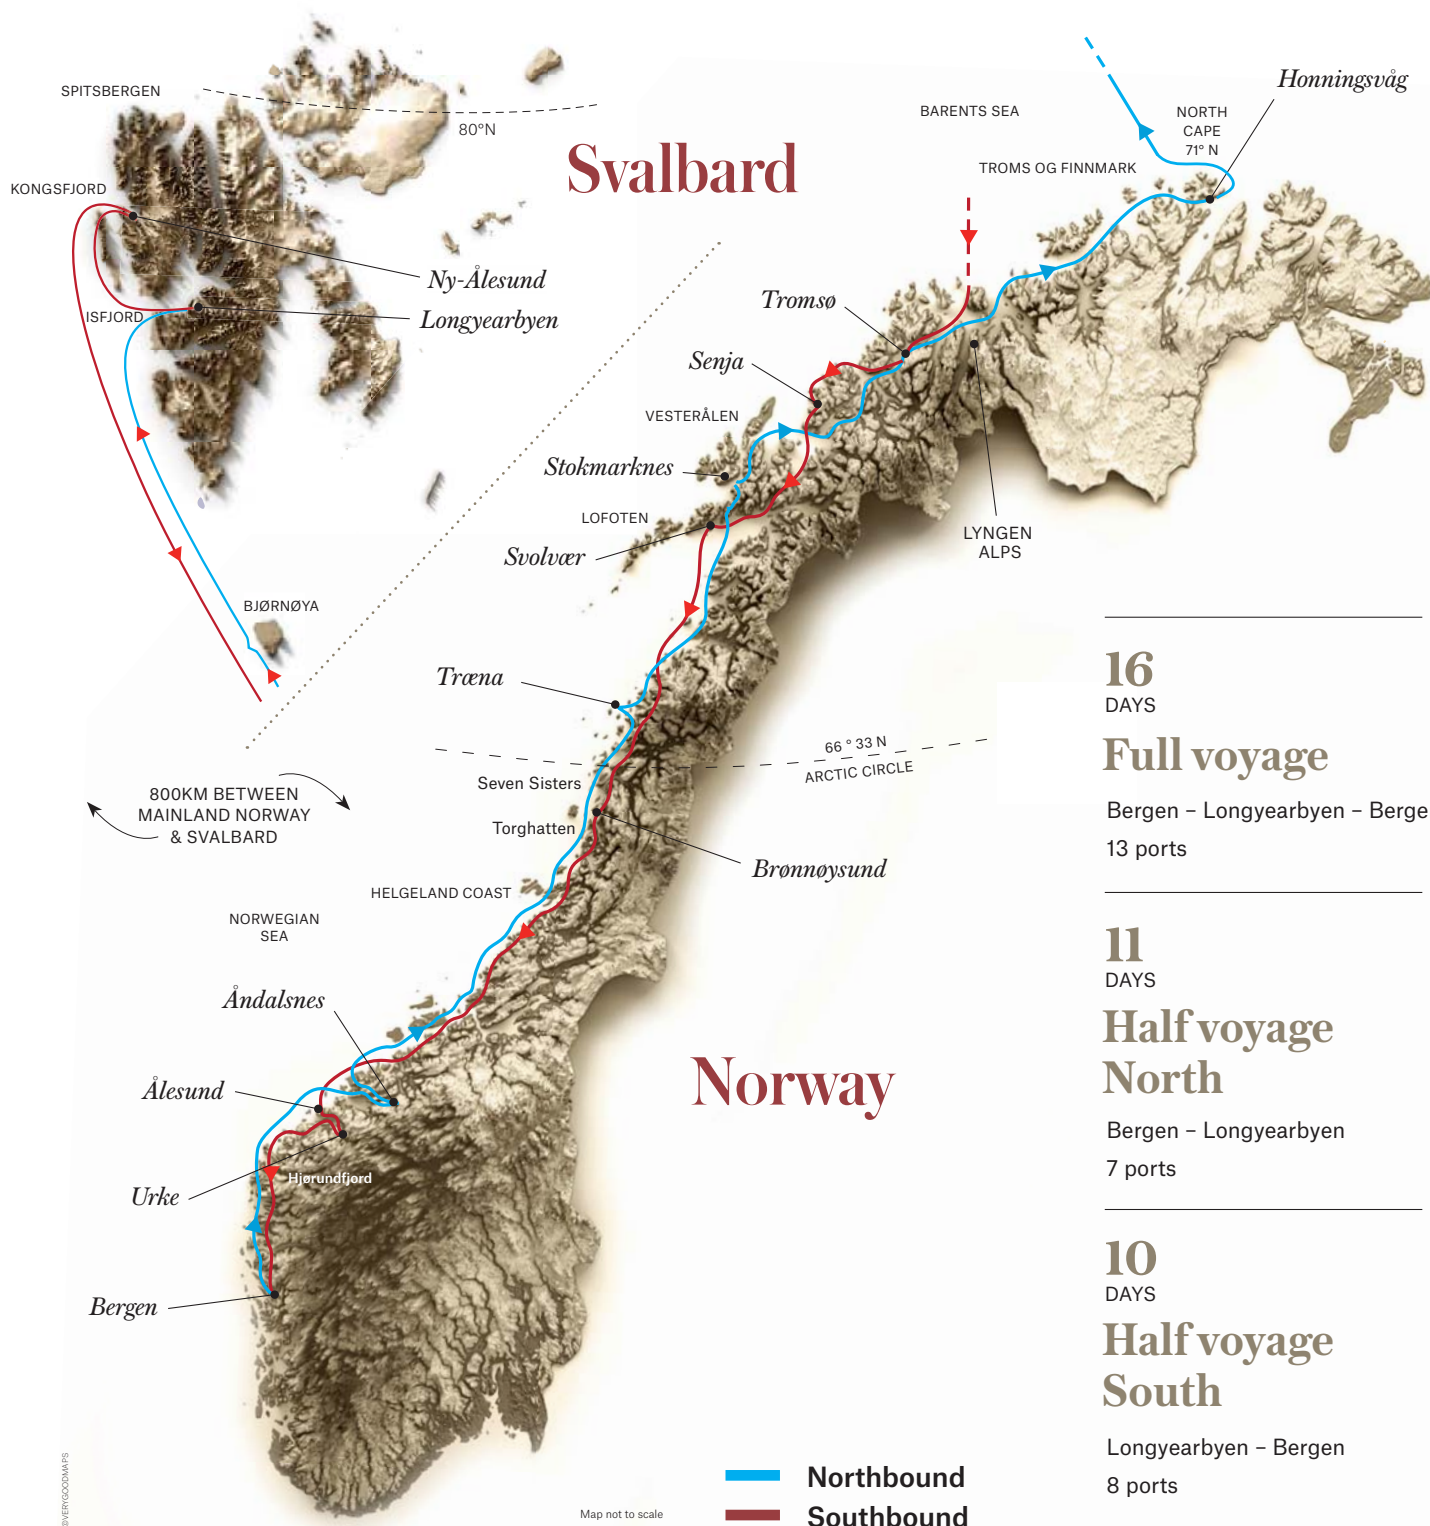 SPITSBERGEN
80°N
KONGSFJORD
Svalbard
Ny-Ålesund
Longyearbyen
ISFJORD
BJØRNØYA
BARENTS SEA
Honningsvåg
NORTH
CAPE
71° N
TROMS OG FINNMARK
Tromsø
Senja
VESTERÅLEN
Stokmarknes
LOFOTEN
Svolvær
LYNGEN
ALPS
Træna
66 ° 33 N
ARCTIC CIRCLE
Seven Sisters
Torghatten
Brønnøysund
800KM BETWEEN
MAINLAND NORWAY
& SVALBARD
HELGELAND COAST
NORWEGIAN
SEA
Åndalsnes
Norway
Ålesund
Hjørundfjord
Urke
Bergen
16
DAYS
Full voyage
Bergen – Longyearbyen – Berge
13 ports
11
DAYS
Half voyage
North
Bergen – Longyearbyen
7 ports
10
DAYS
Half voyage
South
Longyearbyen – Bergen
8 ports
Northbound
Southbound
Map not to scale
©VERYGOODMAPS